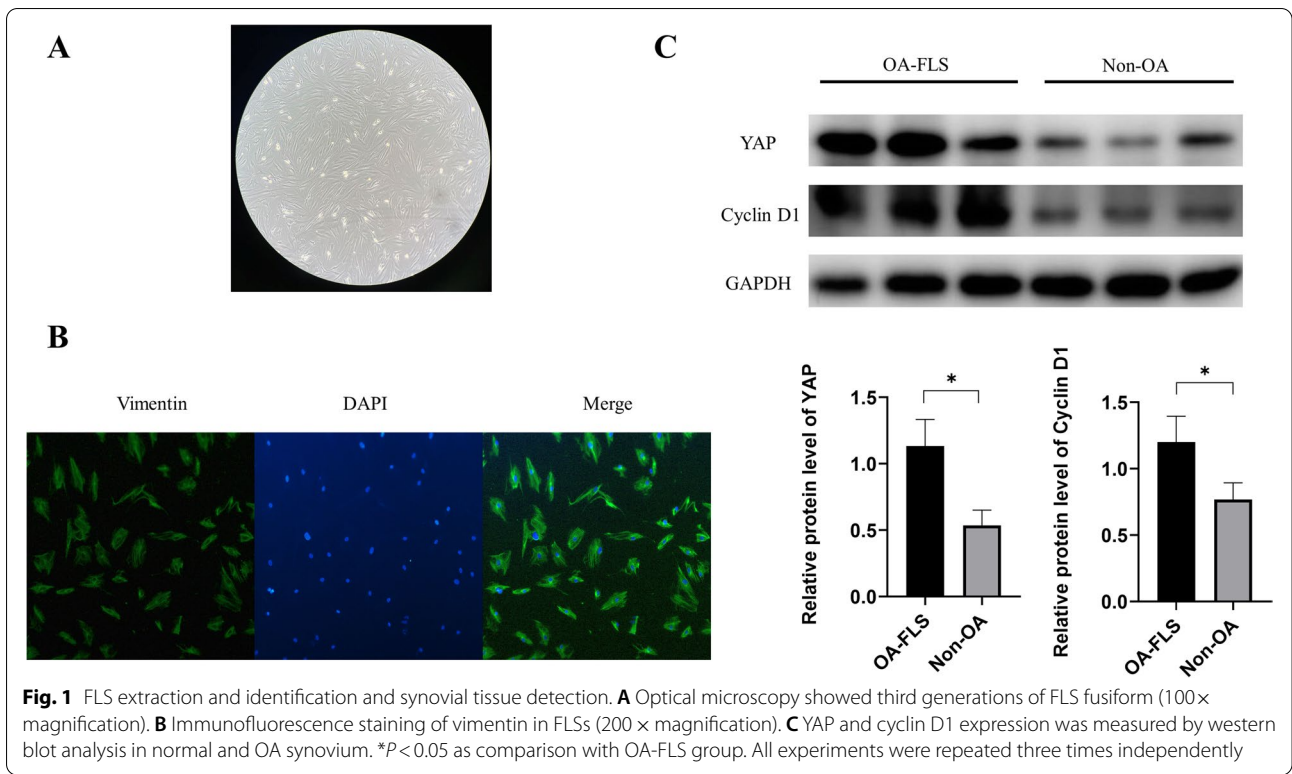 A
C
OA-FLS Non-OA
YAP
Cyclin D1
GAPDH
B
Vimentin DAPI Merge
Relative protein level of YAP
1.5
1.0
0.5
0.0
*
OA-FLS
Non-OA
Relative protein level of Cyclin D1
1.5
1.0
0.5
0.0
*
OA-FLS
Non-OA
Fig. 1 FLS extraction and identification and synovial tissue detection. A Optical microscopy showed third generations of FLS fusiform (100×
magnification). B Immunofluorescence staining of vimentin in FLSs (200 × magnification). C YAP and cyclin D1 expression was measured by western
blot analysis in normal and OA synovium. *P < 0.05 as comparison with OA-FLS group. All experiments were repeated three times independently